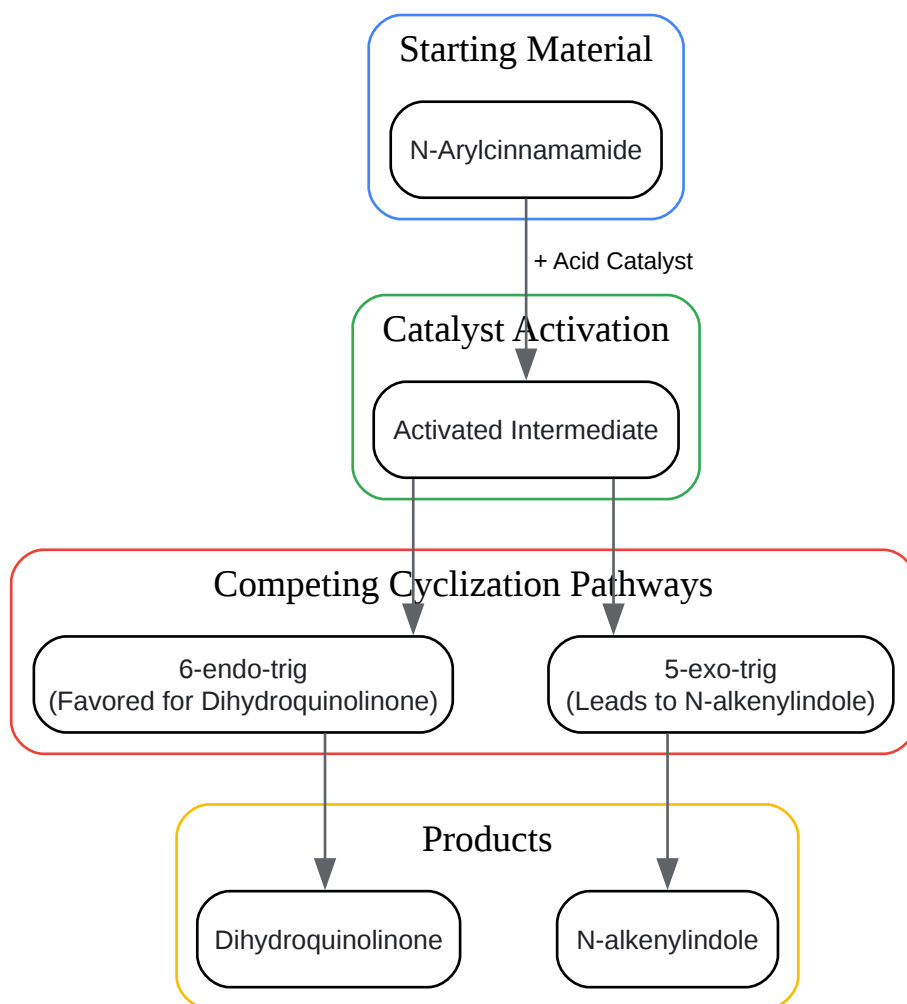 Starting Material
N-Arylcinnamamide
+ Acid Catalyst
Catalyst Activation
Activated Intermediate
Competing Cyclization Pathways
6-endo-trig
(Favored for Dihydroquinolinone)
5-exo-trig
(Leads to N-alkenylindole)
Products
Dihydroquinolinone
N-alkenylindole